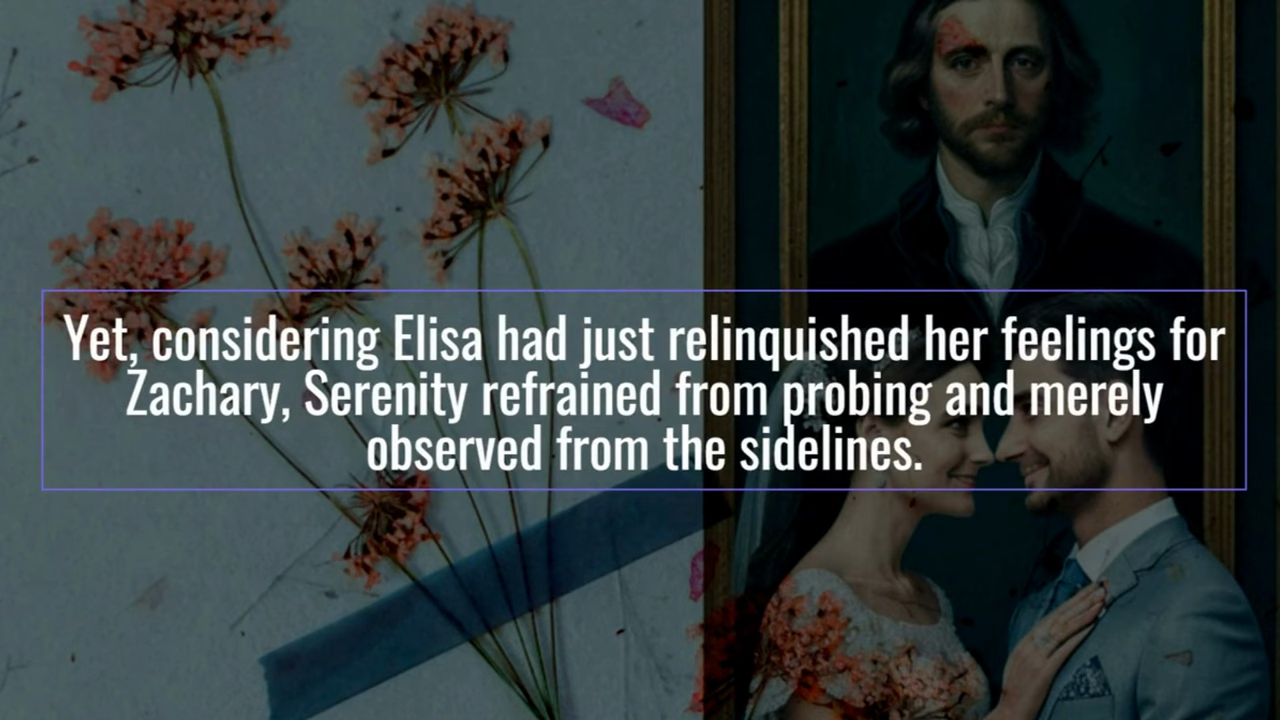 Yet, considering Elisa had just relinquished her feelings for
Zachary, Serenity refrained from probing and merely
observed from the sidelines.